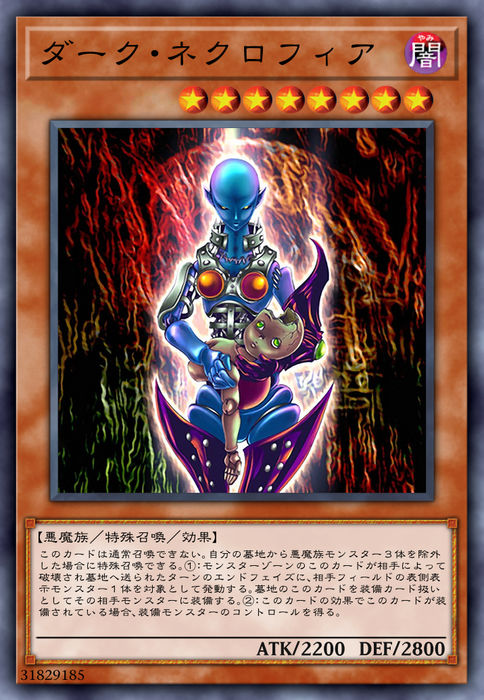 ダーク・ネクロフィア
やみ
闇
【悪魔族／特殊召喚／効果】
このカードは通常召喚できない。自分の墓地から悪魔族モンスター３体を除外
した場合に特殊召喚できる。①：モンスターゾーンのこのカードが相手によって
破壊され墓地へ送られたターンのエンドフェイズに、相手フィールドの表側表
示モンスター１体を対象として発動する。墓地のこのカードを装備カード扱い
としてその相手モンスターに装備する。②：このカードの効果でこのカードが装
備されている場合、装備モンスターのコントロールを得る。
ATK/2200 DEF/2800
31829185